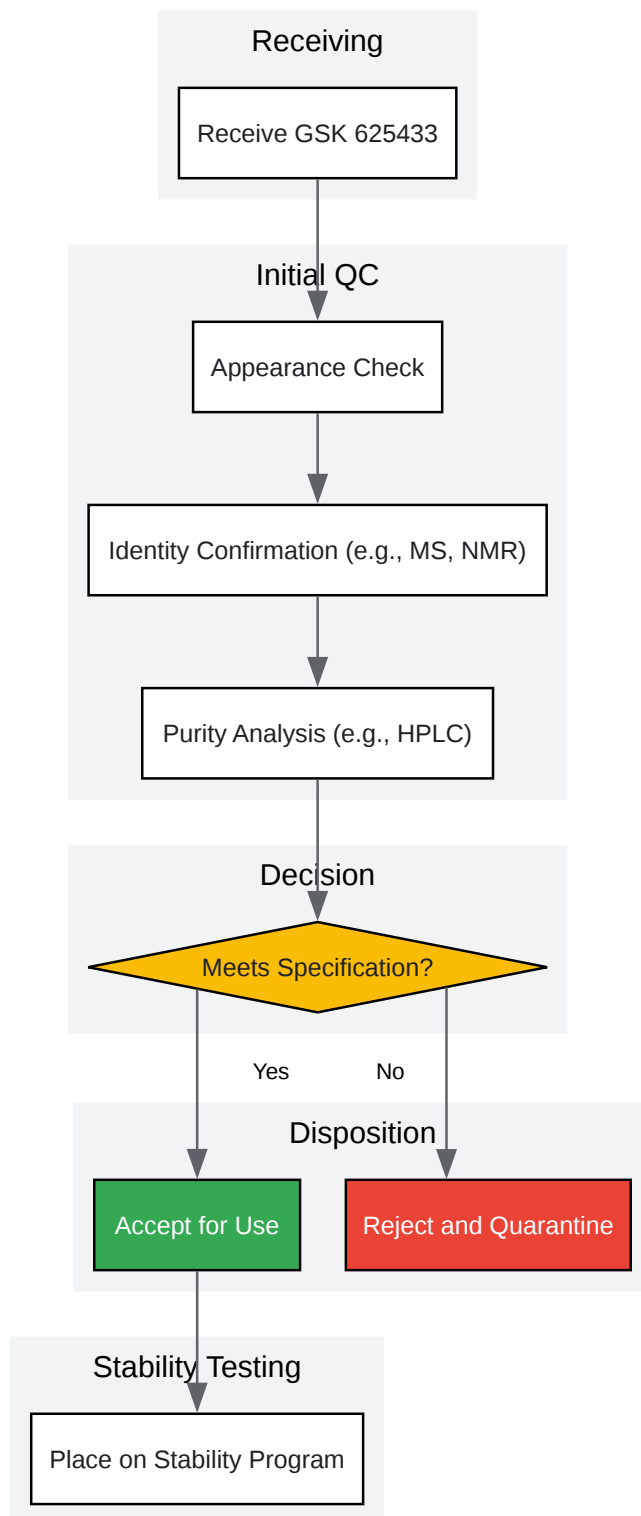 Receiving
Receive GSK 625433
Initial QC
Appearance Check
Identity Confirmation (e.g., MS, NMR)
Purity Analysis (e.g., HPLC)
Decision
Meets Specification?
Yes
No
Disposition
Accept for Use
Reject and Quarantine
Stability Testing
Place on Stability Program